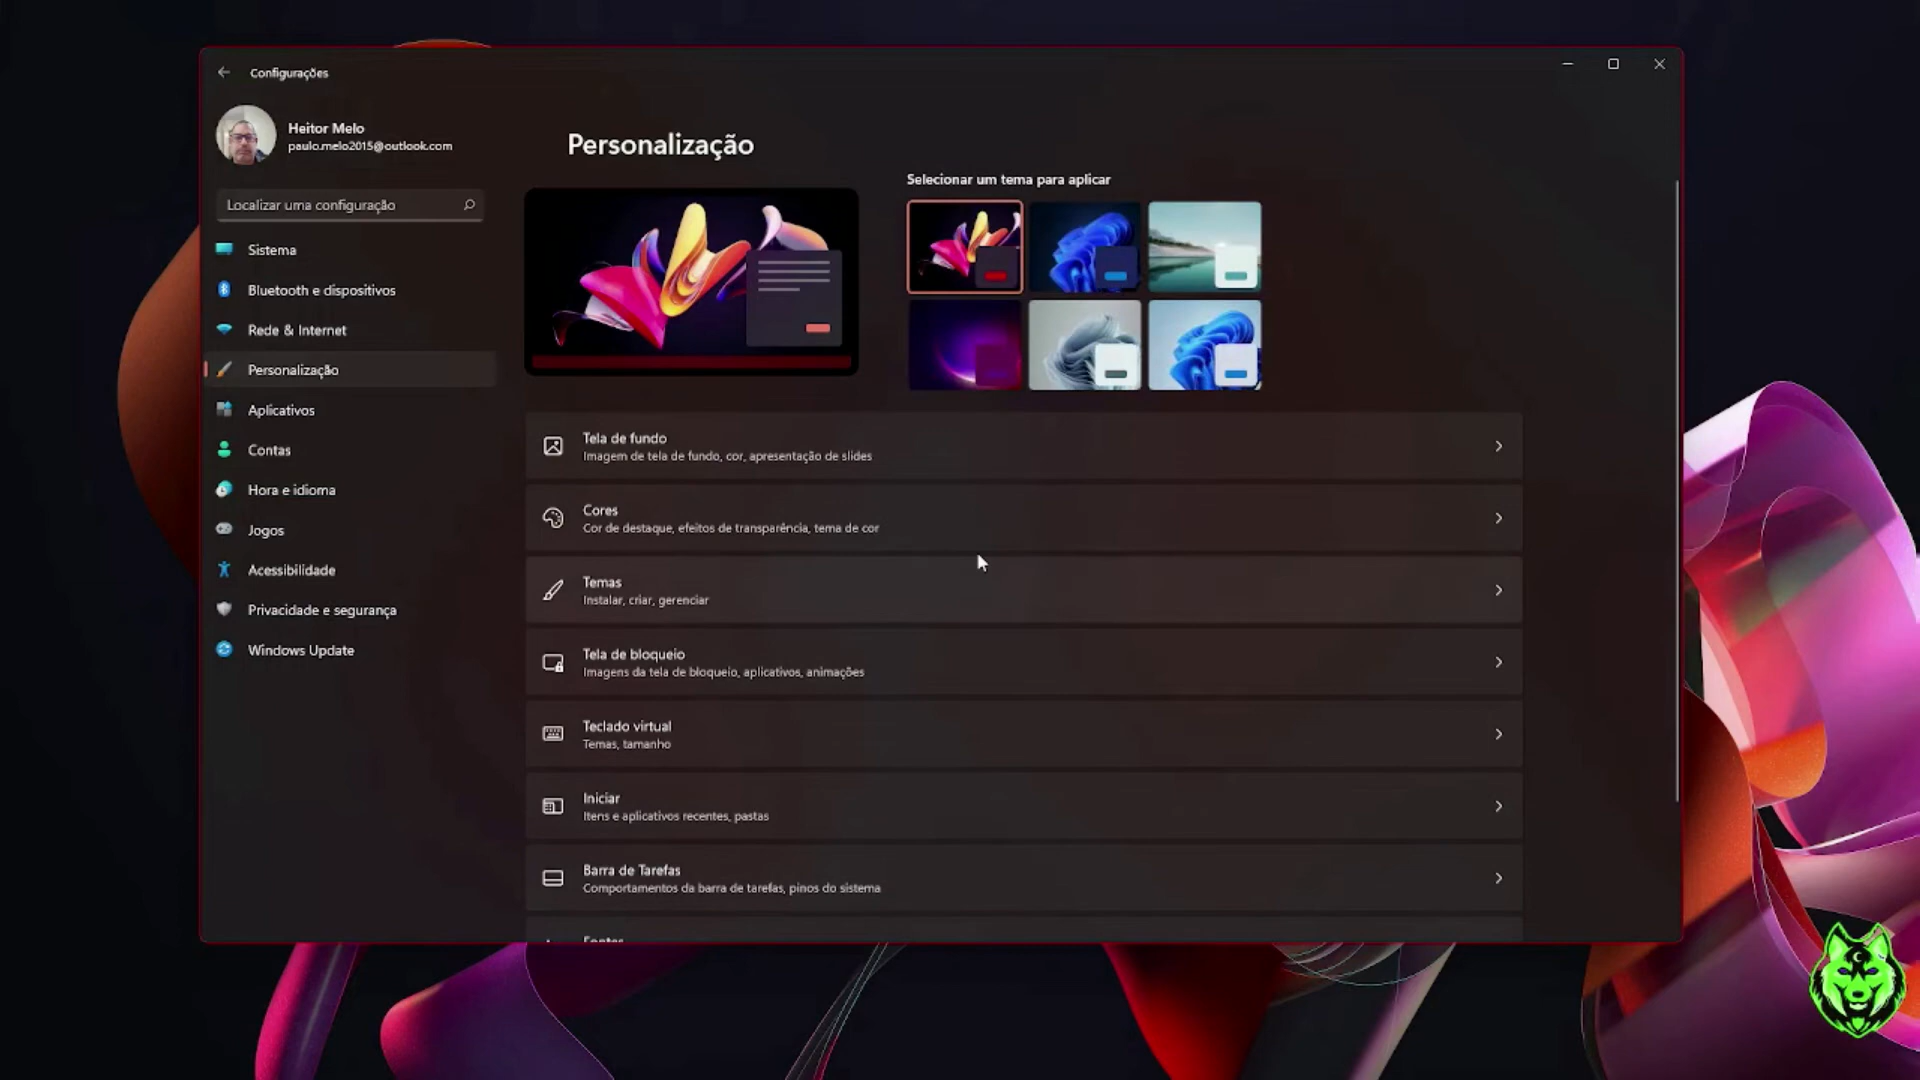 Configurações
Heitor Melo
paulo.melo2015@outlook.com
Localizar uma configuração
Sistema
Bluetooth e dispositivos
Rede & Internet
Personalização
Aplicativos
Contas
Hora e idioma
Jogos
Acessibilidade
Privacidade e segurança
Windows Update
Personalização
Selecionar um tema para aplicar
Tela de fundo
Imagem de tela de fundo, cor, apresentação de slides
Cores
Cor de destaque, efeitos de transparência, tema de cor
Temas
Instalar, criar, gerenciar
Tela de bloqueio
Imagens da tela de bloqueio, aplicativos, animações
Teclado virtual
Temas, tamanho
Iniciar
Itens e aplicativos recentes, pastas
Barra de Tarefas
Comportamentos da barra de tarefas, pinos do sistema
Fontes